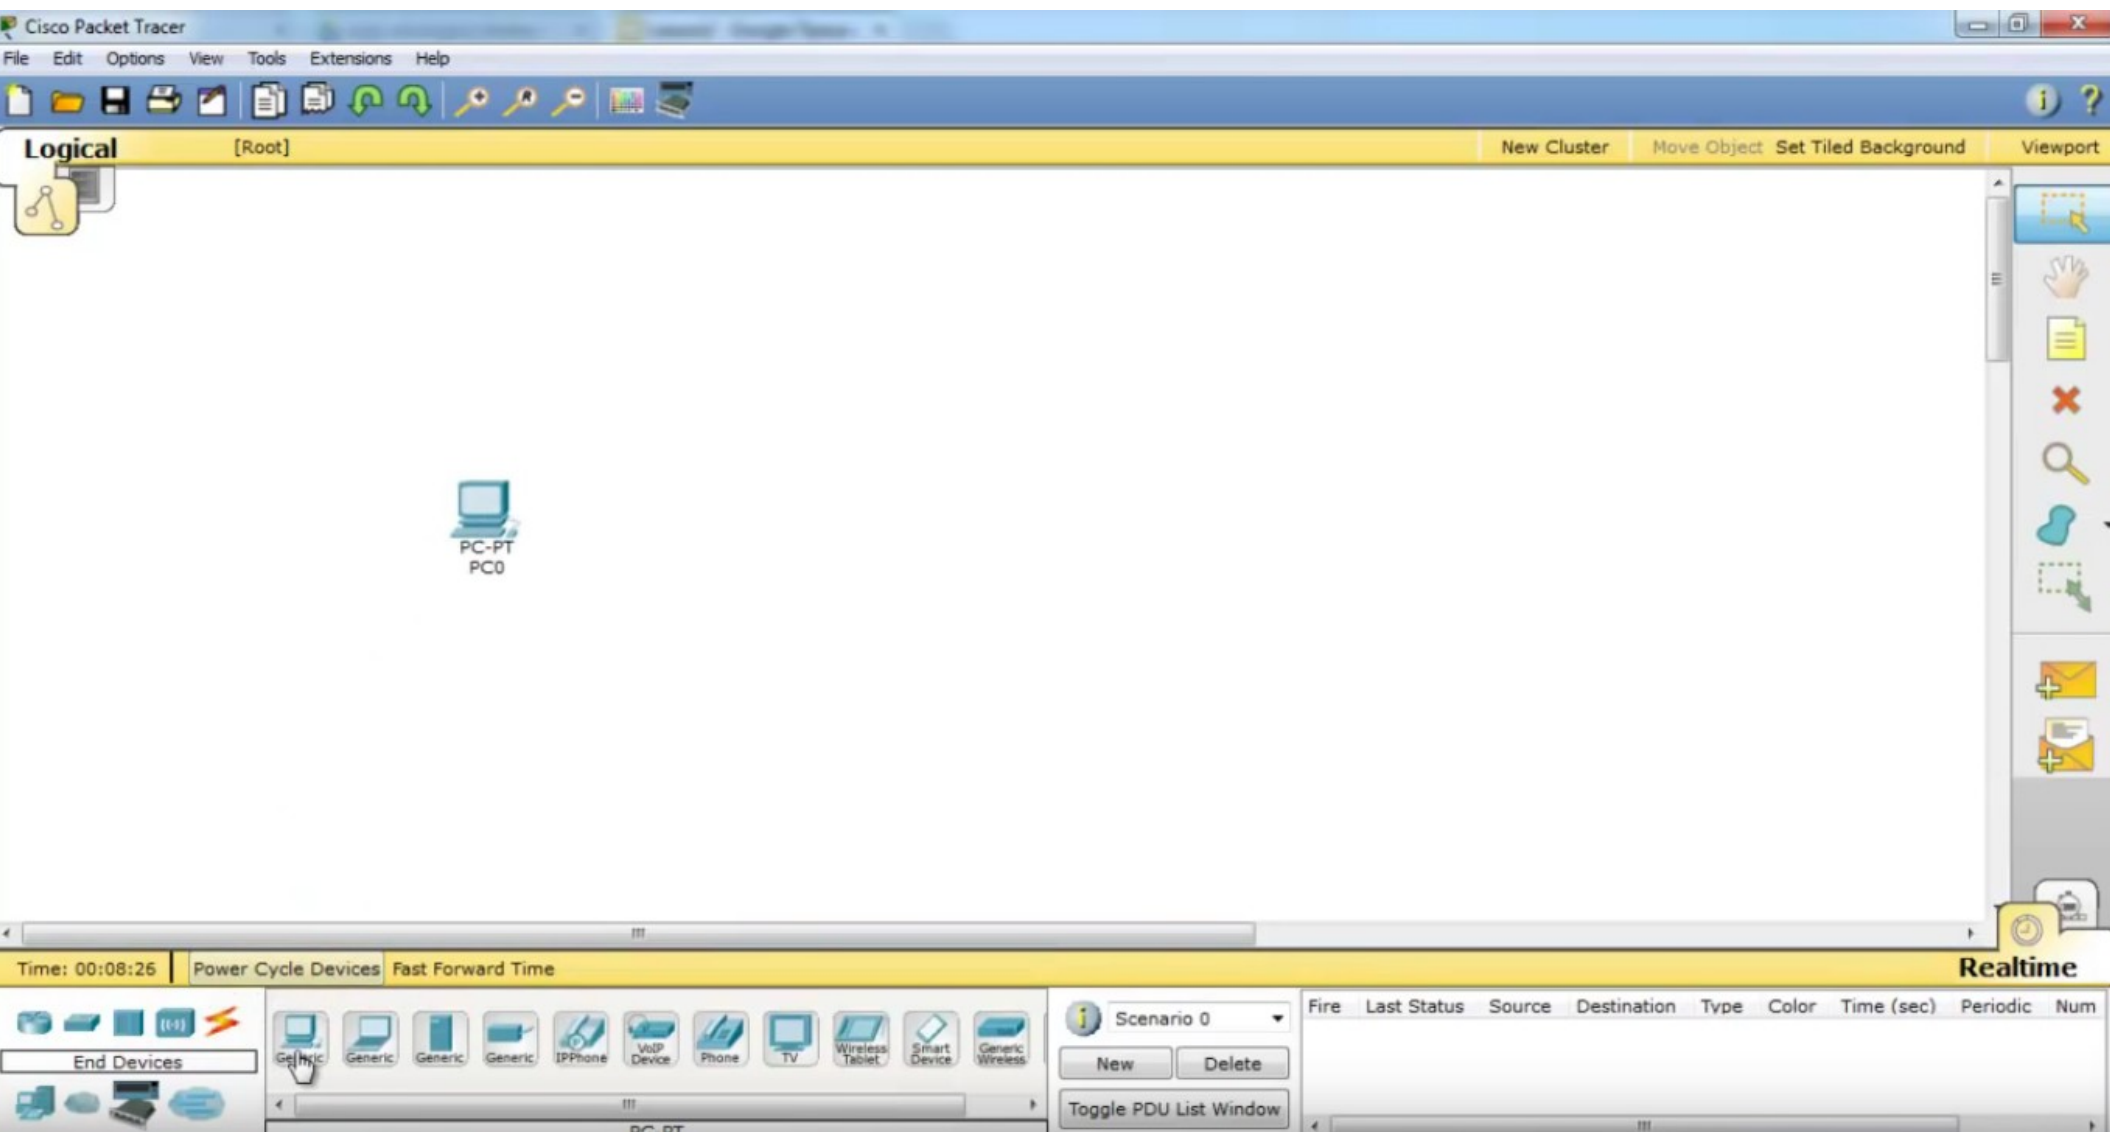 Cisco Packet Tracer
File Edit Options View Tools Extensions Help
Logical [Root] New Cluster Move Object Set Tiled Background Viewport
PC-PT
PC0
Time: 00:08:26 Power Cycle Devices Fast Forward Time Realtime
Fire Last Status Source Destination Type Color Time (sec) Periodic Num
Scenario 0
End Devices
Generic Generic Generic Generic IPPhone VoIP Device Phone TV Wireless Tablet Smart Device Generic Wireless
New Delete
Toggle PDU List Window
PC-PT